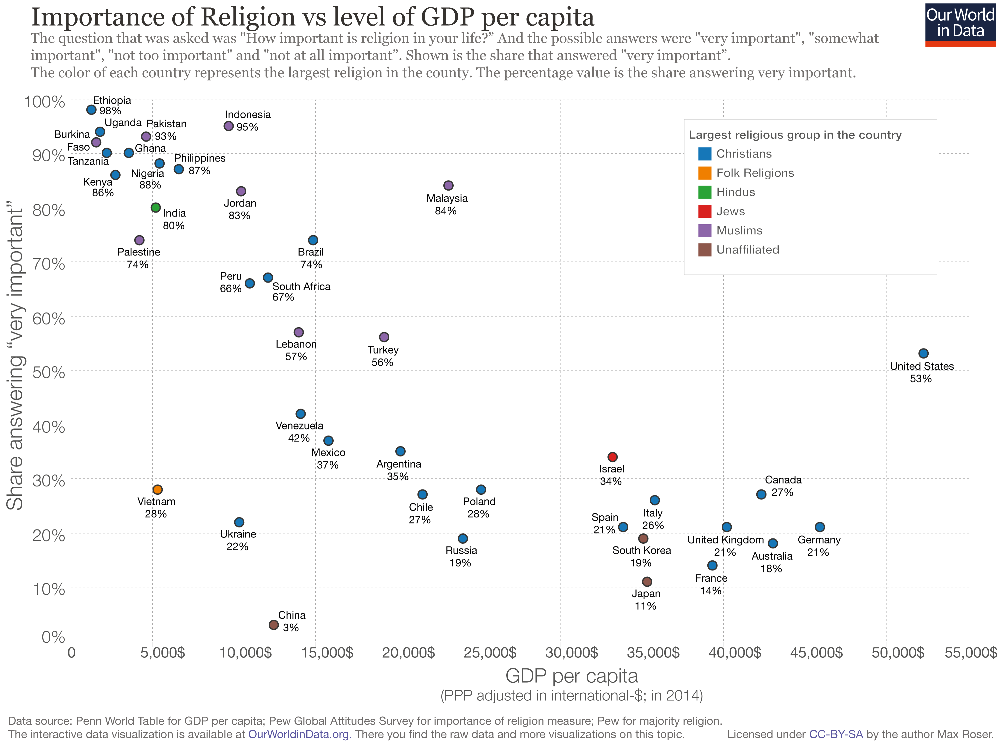 Importance of Religion vs level of GDP per capita
Our World
in Data
The question that was asked was "How important is religion in your life?” And the possible answers were "very important", "somewhat
important", "not too important" and "not at all important”. Shown is the share that answered "very important”.
The color of each country represents the largest religion in the county. The percentage value is the share answering very important.
Share answering “very important”
100%
90%
80%
70%
60%
50%
40%
30%
20%
10%
0%
Ethiopia
98%
Uganda
Pakistan
93%
Burkina
Faso
Indonesia
95%
Tanzania
Ghana
Kenya
86%
Nigeria
88%
Philippines
87%
Jordan
83%
Malaysia
84%
India
80%
Palestine
74%
Brazil
74%
Peru
66%
South Africa
67%
Lebanon
57%
Turkey
56%
United States
53%
Venezuela
42%
Mexico
37%
Argentina
35%
Israel
34%
Vietnam
28%
Chile
27%
Poland
28%
Canada
27%
Italy
26%
Spain
21%
Ukraine
22%
Russia
19%
South Korea
19%
United Kingdom
21%
Australia
18%
Germany
21%
France
14%
Japan
11%
China
3%
Largest religious group in the country
Christians
Folk Religions
Hindus
Jews
Muslims
Unaffiliated
0
5,000$
10,000$
15,000$
20,000$
25,000$
30,000$
35,000$
40,000$
45,000$
50,000$
55,000$
GDP per capita
(PPP adjusted in international-$; in 2014)
Data source: Penn World Table for GDP per capita; Pew Global Attitudes Survey for importance of religion measure; Pew for majority religion.
The interactive data visualization is available at OurWorldinData.org. There you find the raw data and more visualizations on this topic.
Licensed under CC-BY-SA by the author Max Roser.